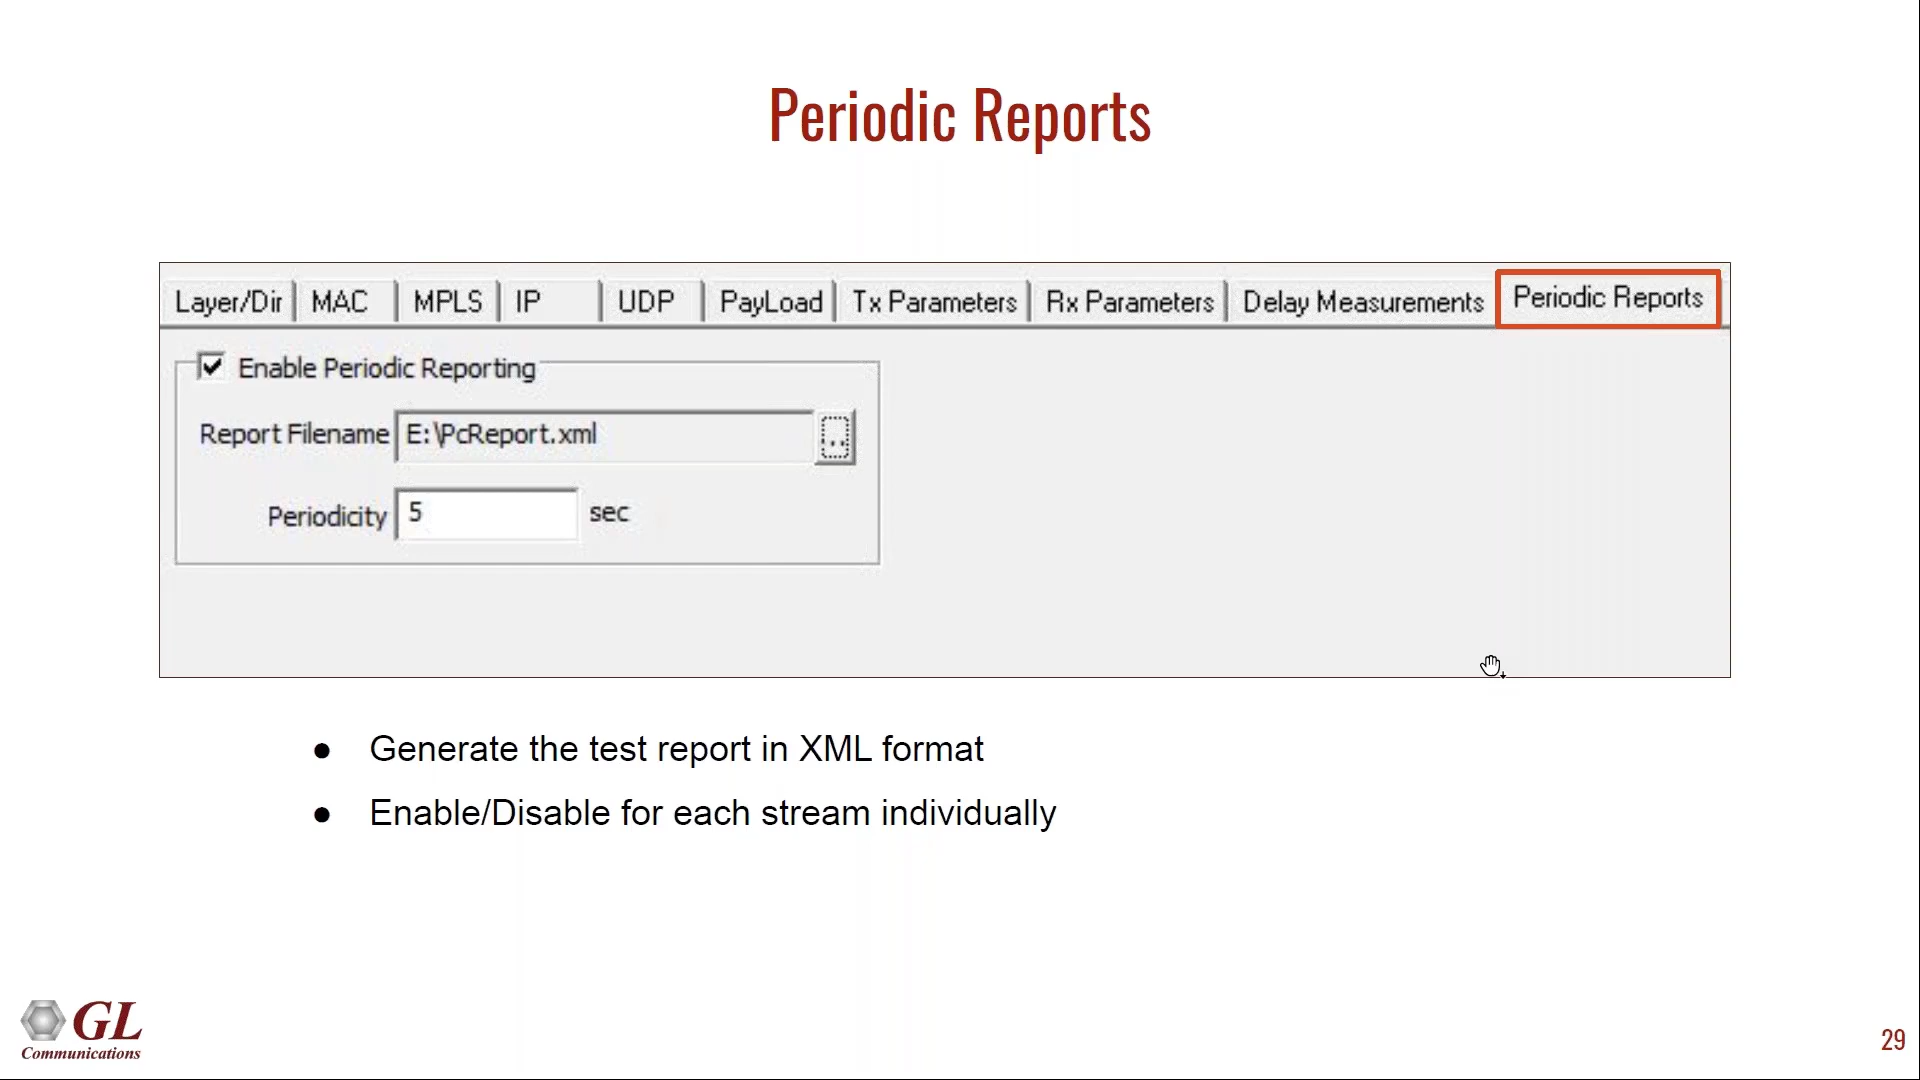 Periodic Reports
Layer/Dir MAC MPLS IP UDP PayLoad Tx Parameters Rx Parameters Delay Measurements Periodic Reports
Enable Periodic Reporting
Report Filename E:\PcReport.xml ..
Periodicity 5 sec
● Generate the test report in XML format
● Enable/Disable for each stream individually
GL
Communications
29